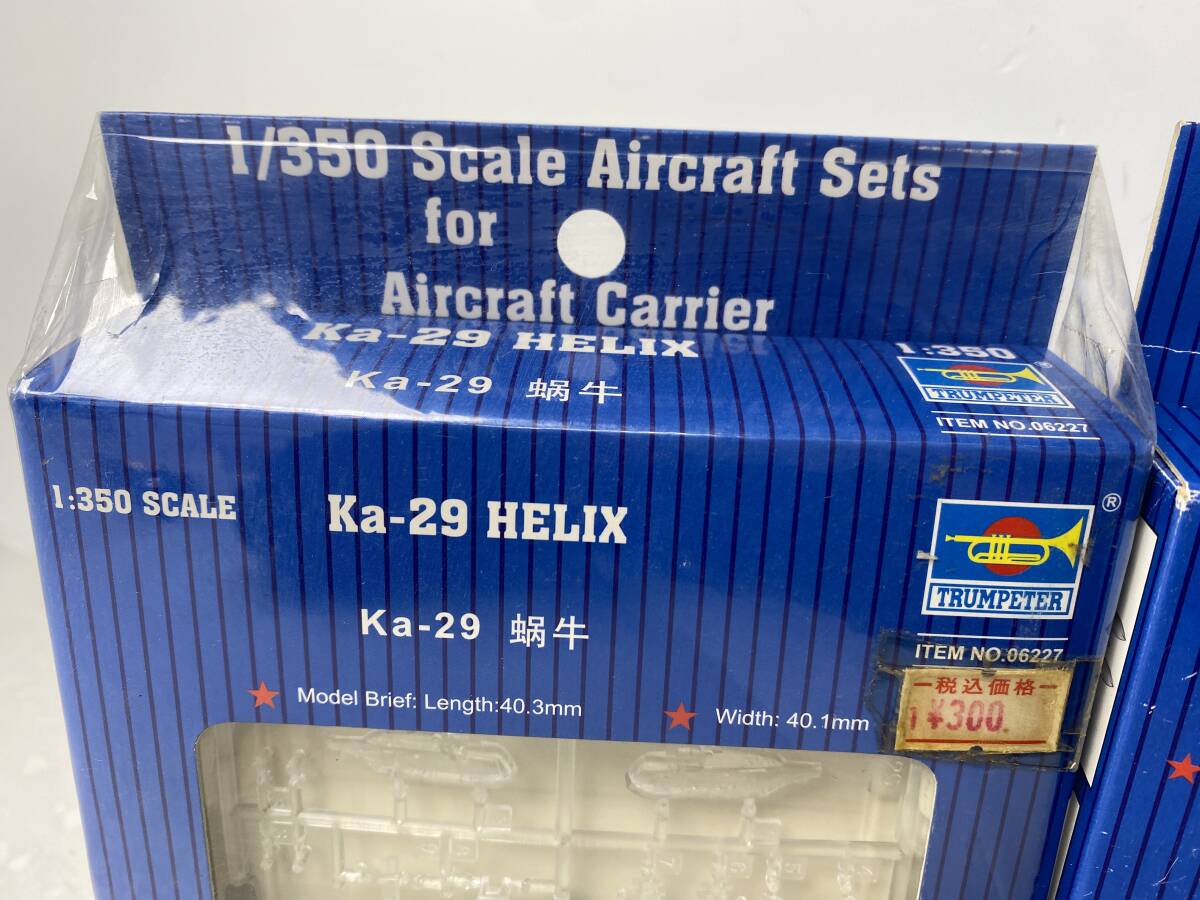 1/350 Scale Aircraft Sets
for
Aircraft Carrier
Ka-29 HELIX
1:350
Ka-29 蜗牛
TRUMPETER
®
ITEM NO.06227
1:350 SCALE
Ka-29 HELIX
®
TRUMPETER
Ka-29 蜗牛
ITEM NO.06227
税込価格
¥300
Model Brief: Length:40.3mm
Width: 40.1mm